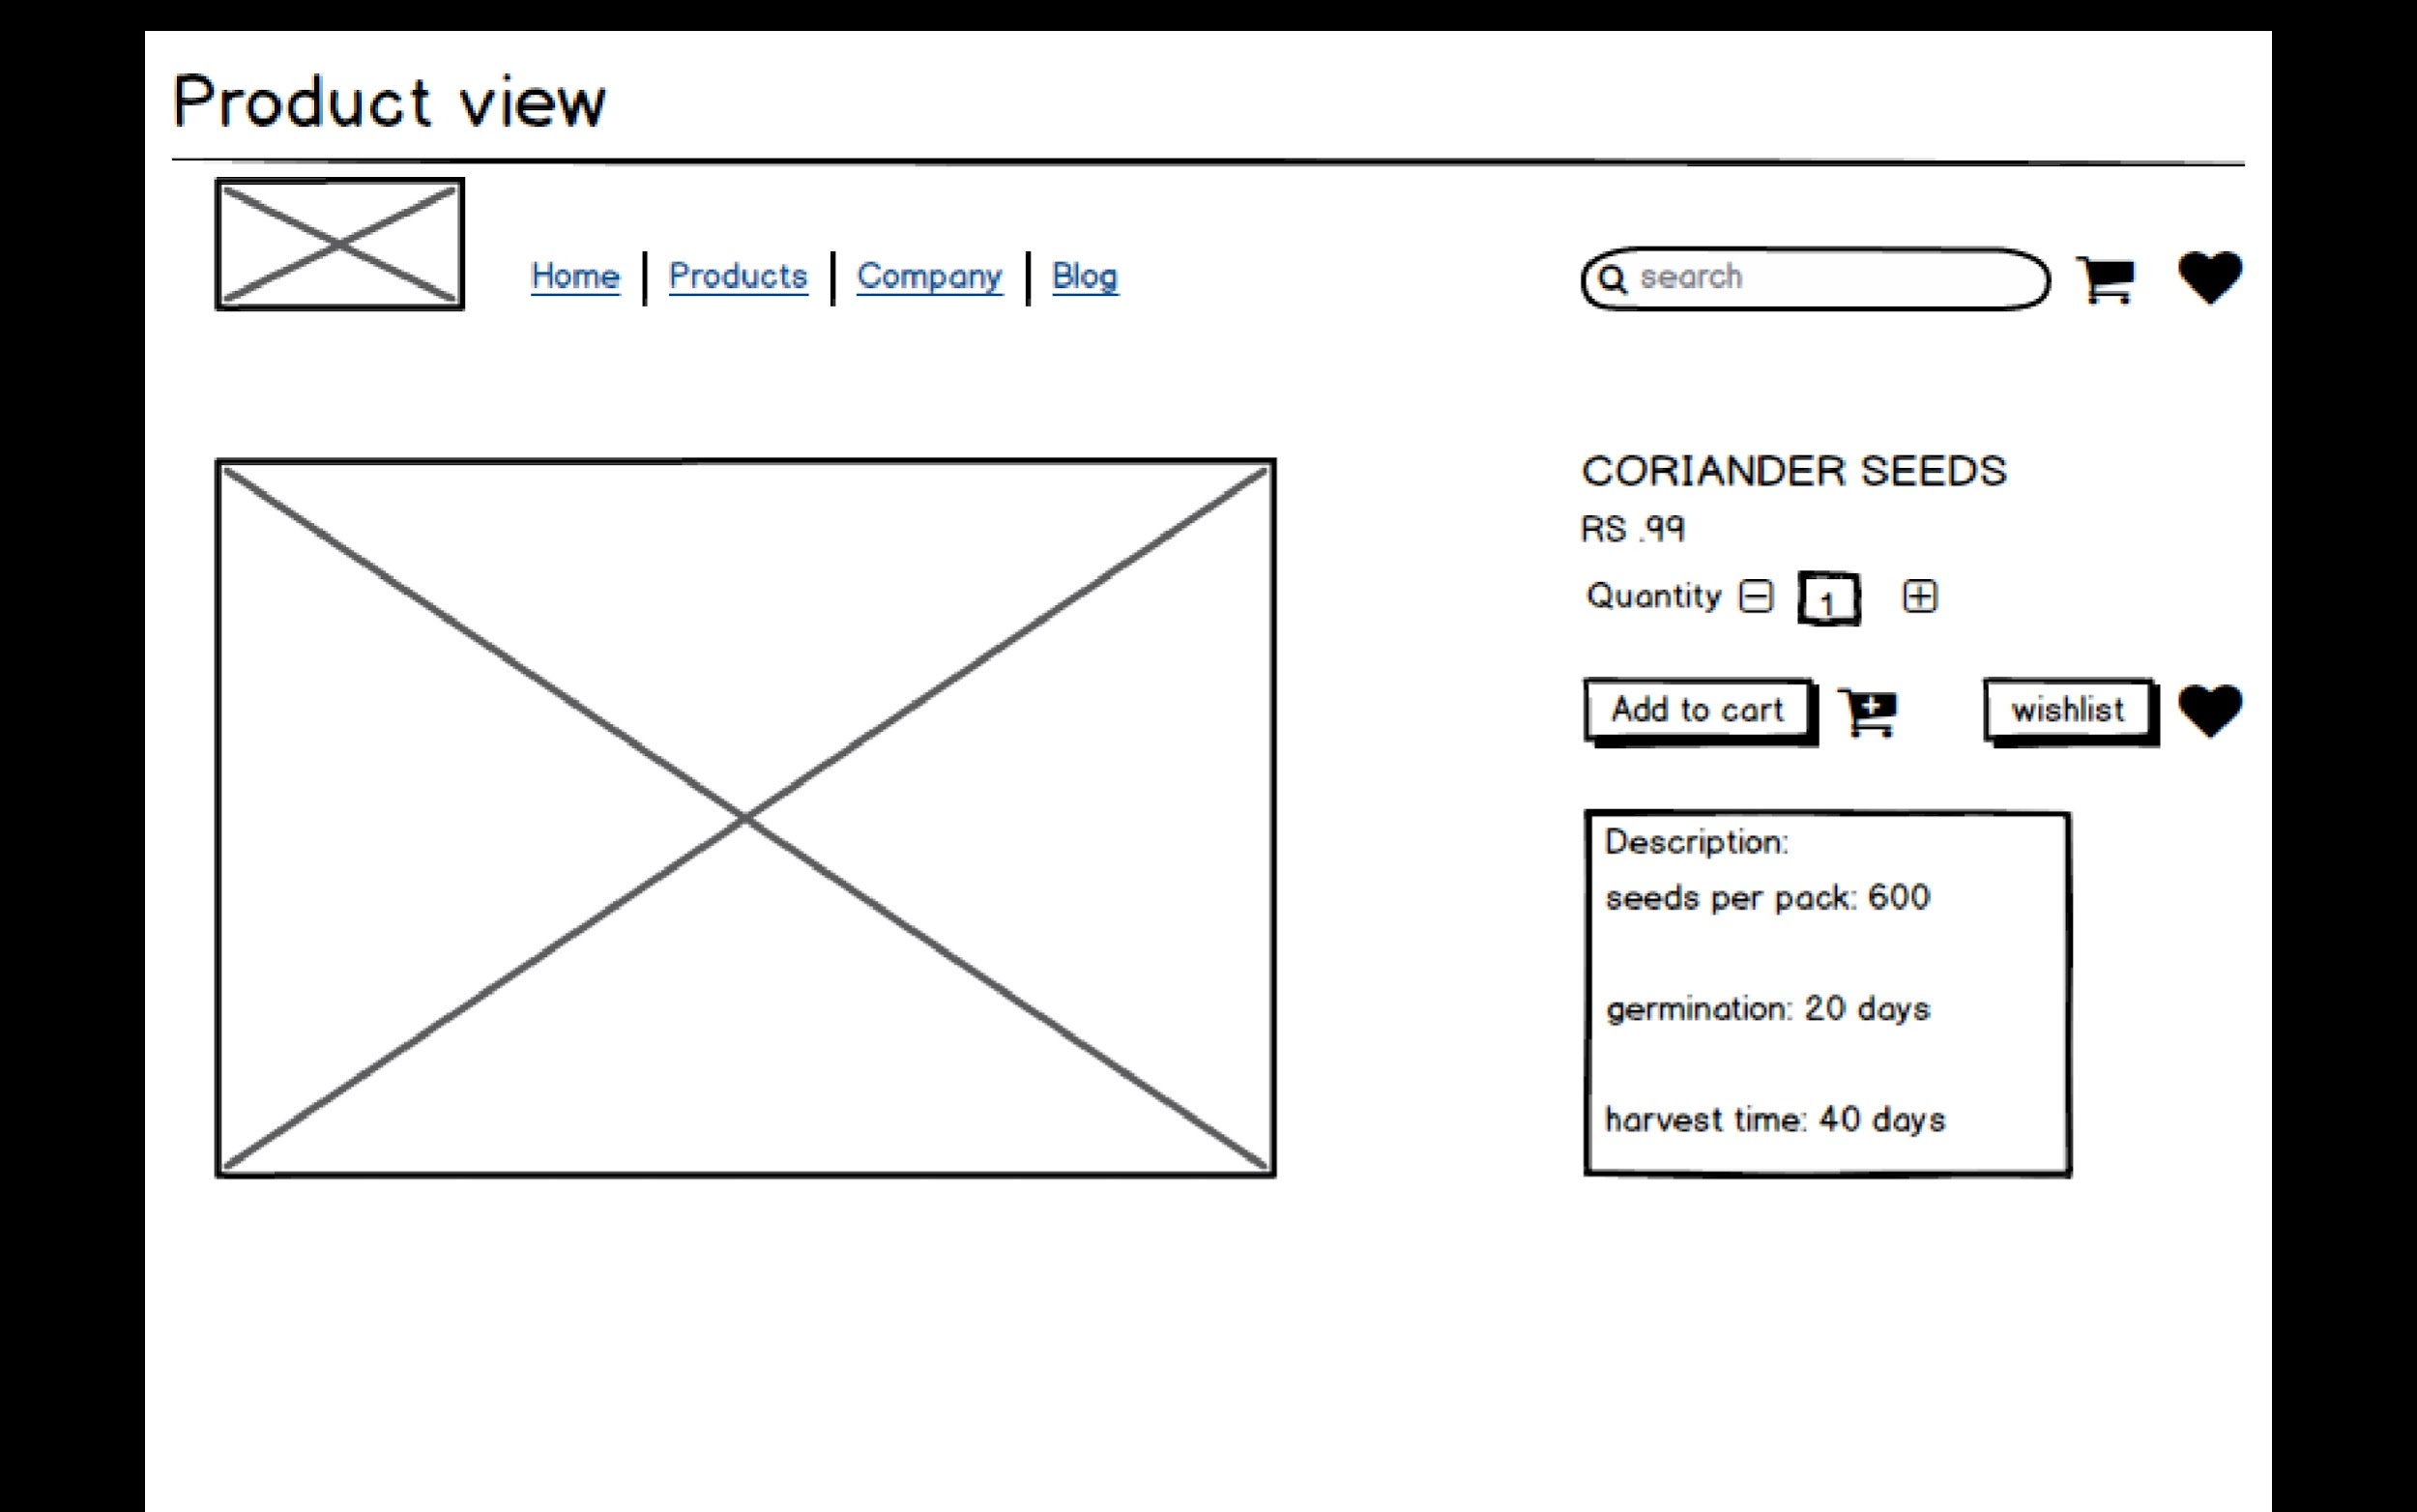 Product view
Home | Products | Company | Blog
search
CORIANDER SEEDS
RS .99
Quantity 1
Add to cart wishlist
Description:
seeds per pack: 600
germination: 20 days
harvest time: 40 days